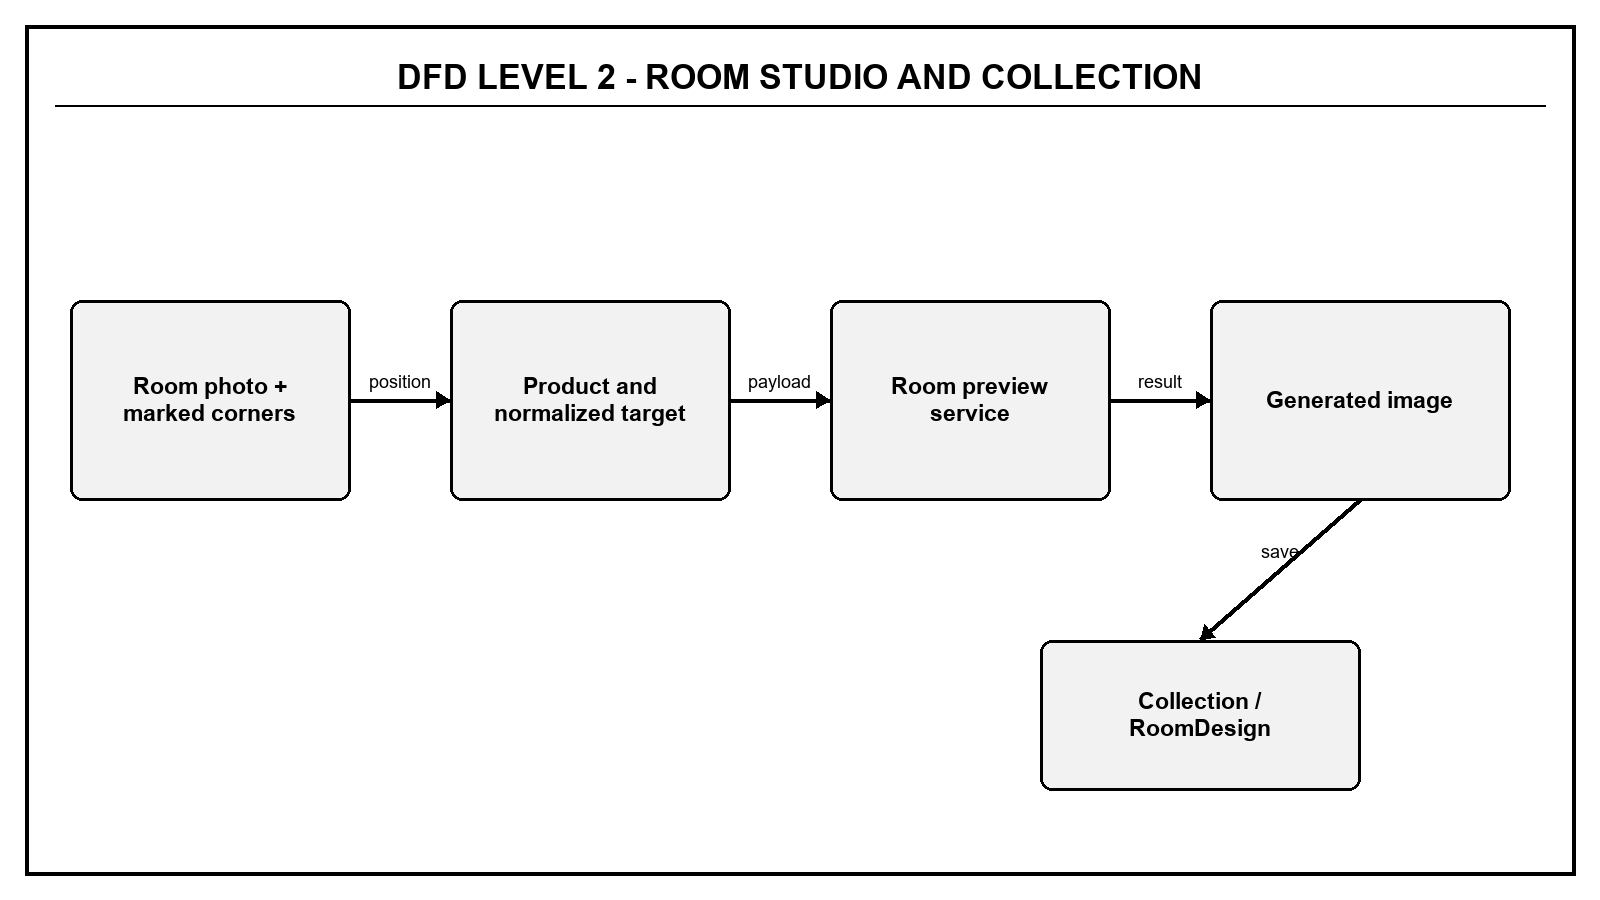 DFD LEVEL 2 - ROOM STUDIO AND COLLECTION
Room photo +
marked corners
position
Product and
normalized target
payload
Room preview
service
result
Generated image
save
Collection /
RoomDesign